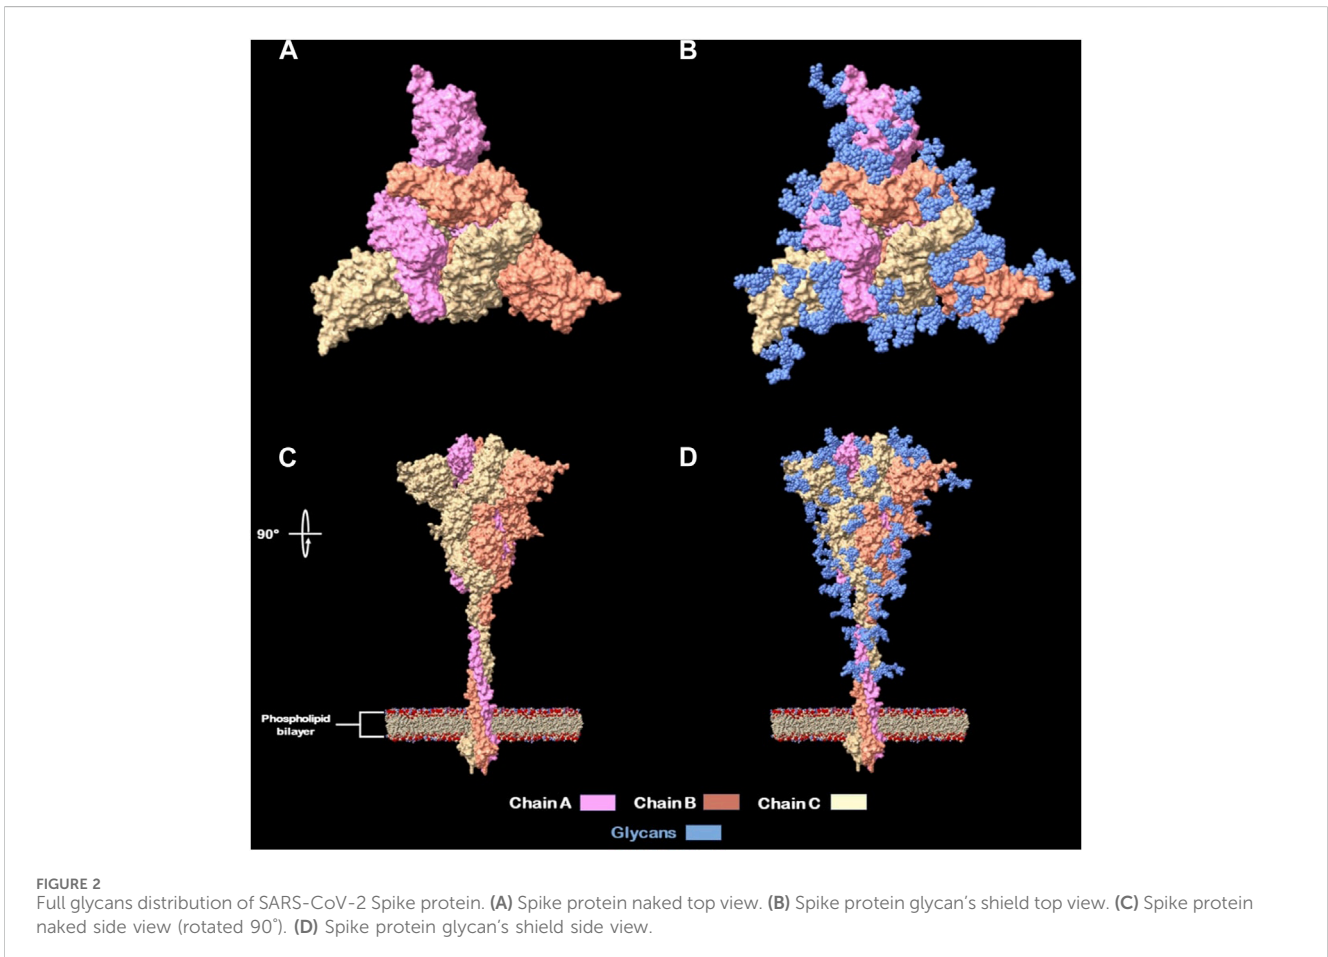 A
B
C
D
90°
Phospholipid
bilayer
Chain A
Chain B
Chain C
Glycans
FIGURE 2
Full glycans distribution of SARS-CoV-2 Spike protein. (A) Spike protein naked top view. (B) Spike protein glycan’s shield top view. (C) Spike protein
naked side view (rotated 90°). (D) Spike protein glycan’s shield side view.